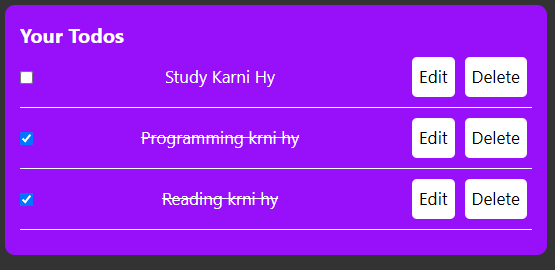 Your Todos
Study Karni Hy Edit Delete
Programming krni hy Edit Delete
Reading krni hy Edit Delete